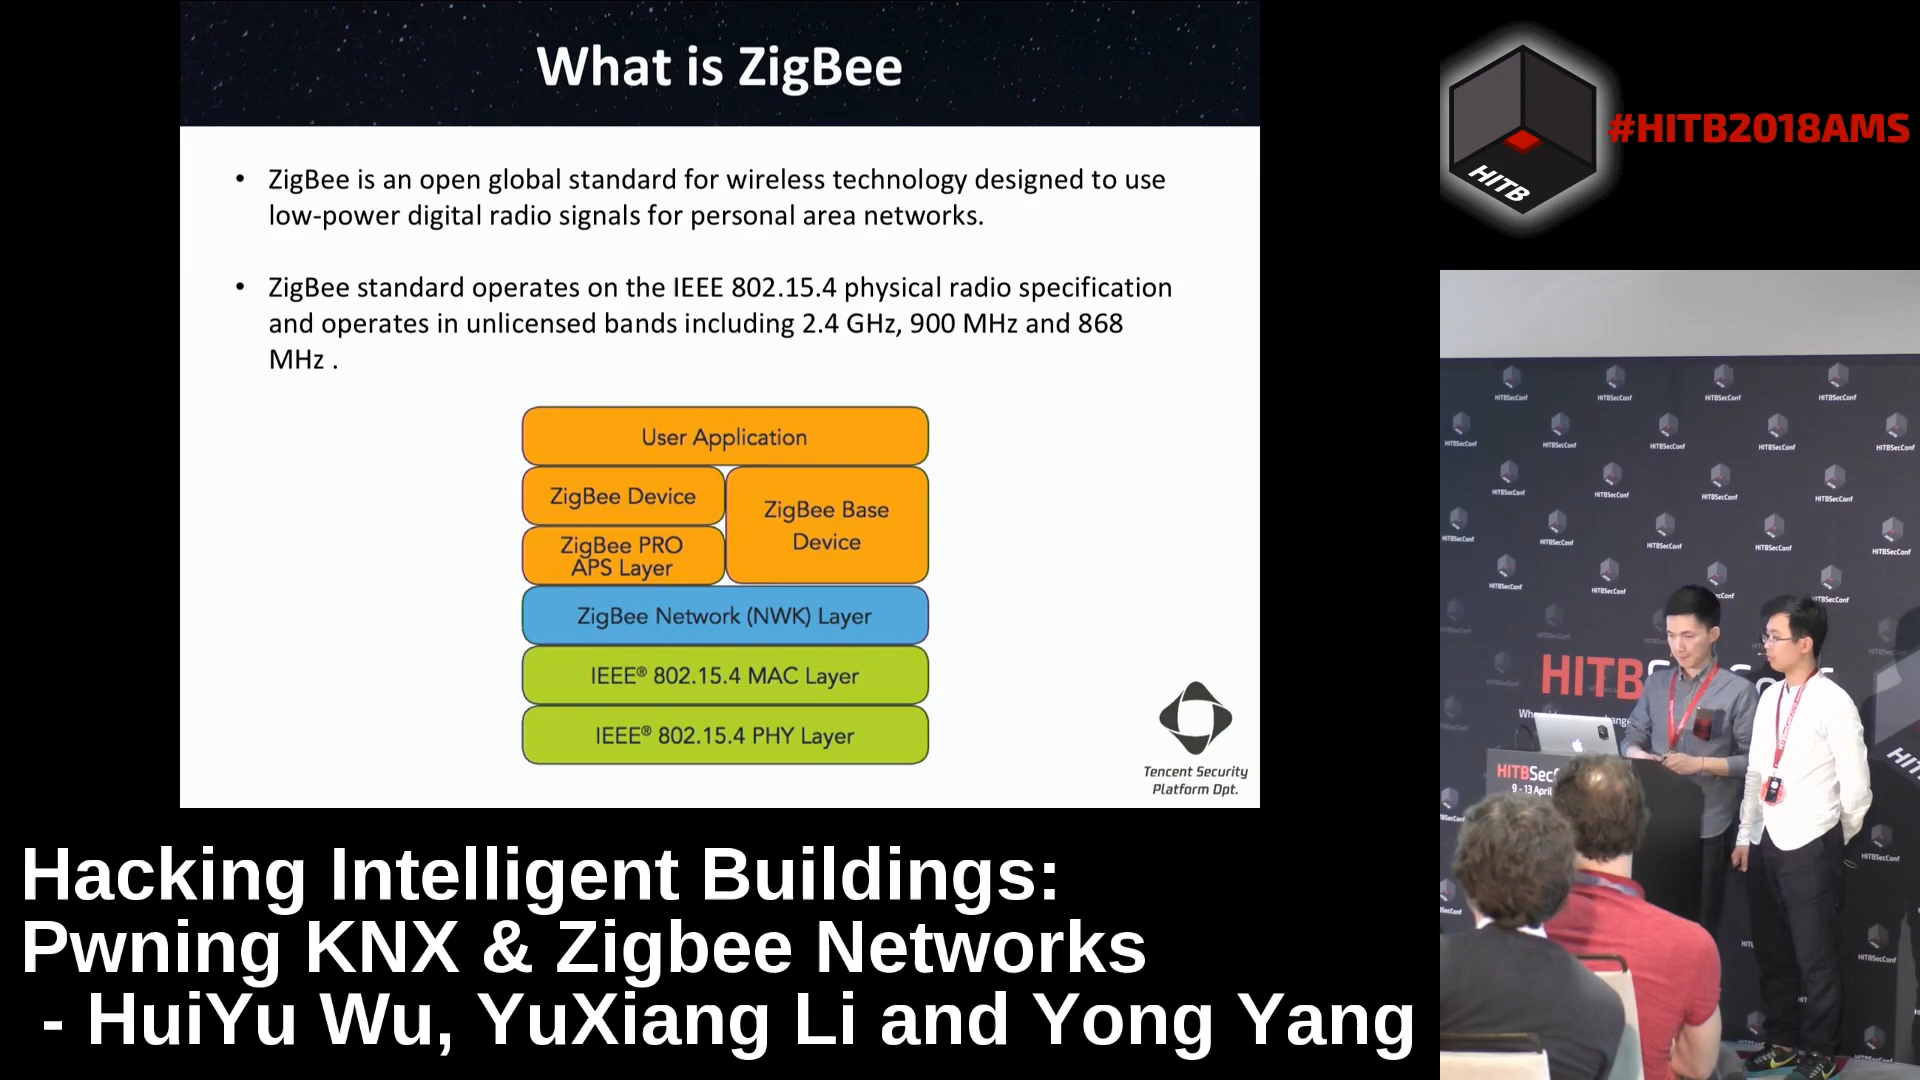 What is ZigBee
• ZigBee is an open global standard for wireless technology designed to use
low-power digital radio signals for personal area networks.
• ZigBee standard operates on the IEEE 802.15.4 physical radio specification
and operates in unlicensed bands including 2.4 GHz, 900 MHz and 868
MHz .
User Application
ZigBee Device
ZigBee Base
Device
ZigBee PRO
APS Layer
ZigBee Network (NWK) Layer
IEEE® 802.15.4 MAC Layer
IEEE® 802.15.4 PHY Layer
Tencent Security
Platform Dpt.
HITB
#HITB2018AMS
HITBSecConf
HITBSec
9 - 13 April
Hacking Intelligent Buildings:
Pwning KNX & Zigbee Networks
- HuiYu Wu, YuXiang Li and Yong Yang